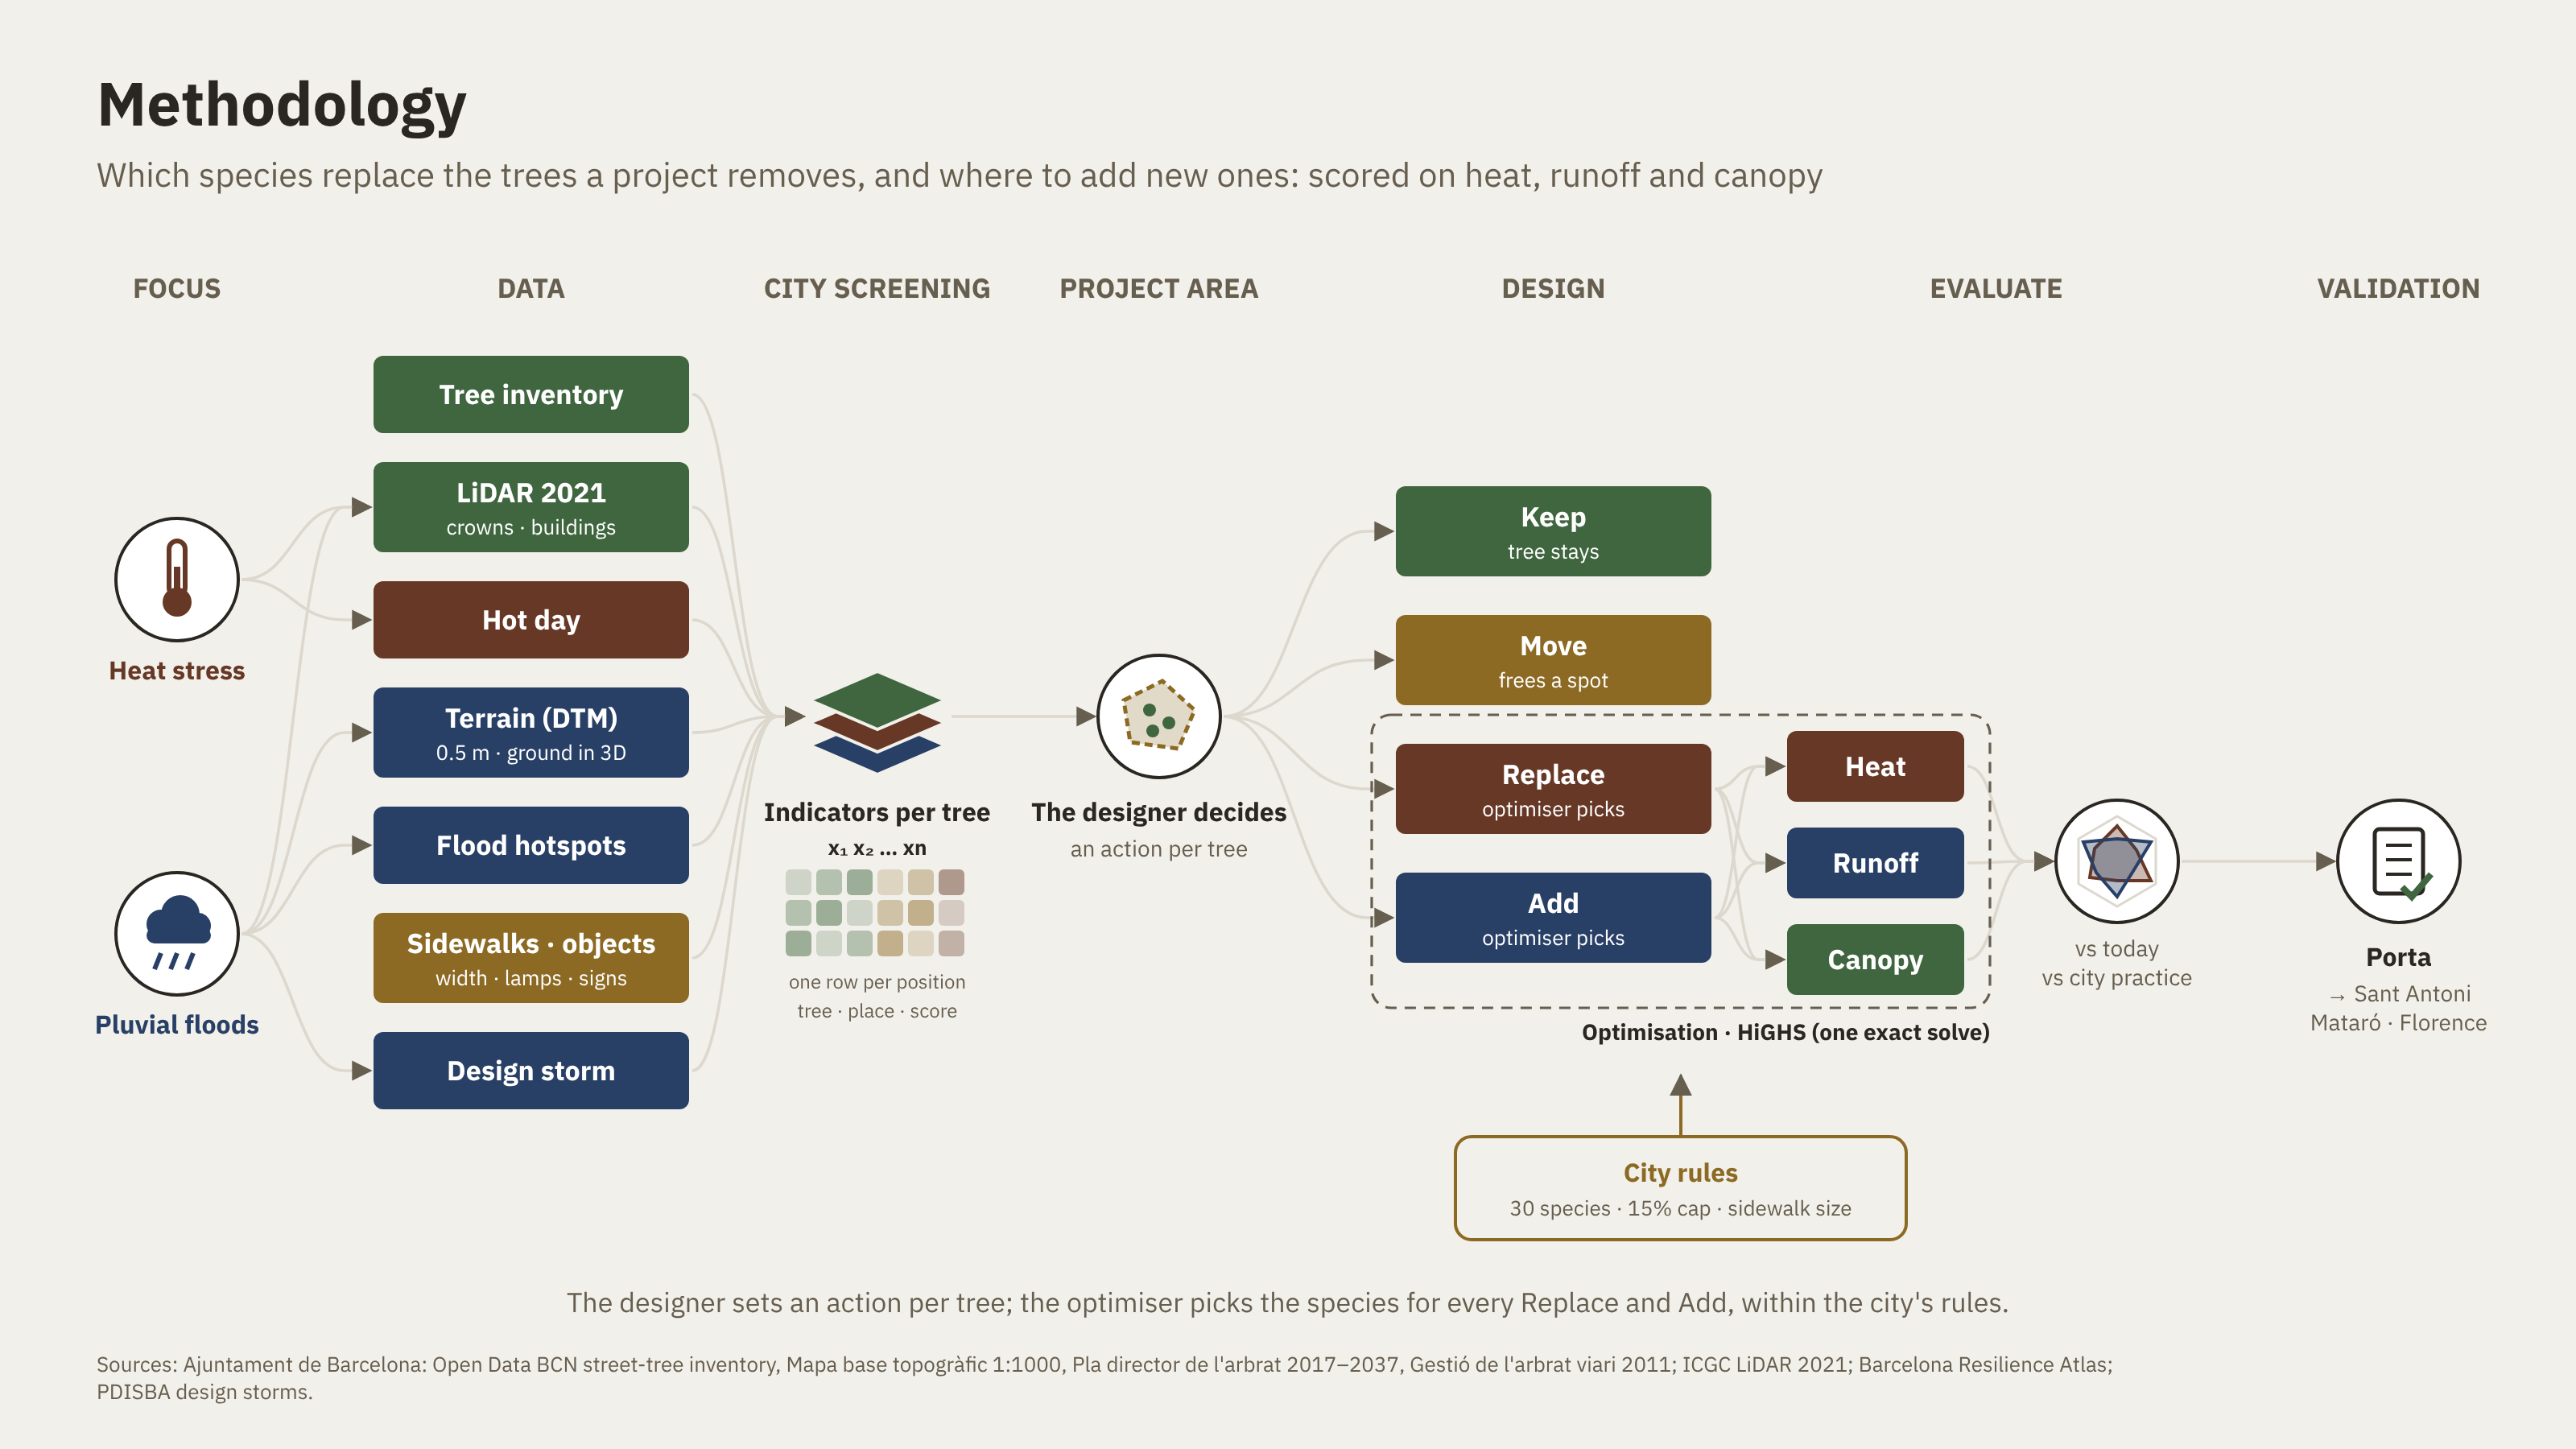 Methodology
Which species replace the trees a project removes, and where to add new ones: scored on heat, runoff and canopy
FOCUS
DATA
CITY SCREENING
PROJECT AREA
DESIGN
EVALUATE
VALIDATION
Heat stress
Pluvial floods
Tree inventory
LiDAR 2021
crowns · buildings
Hot day
Terrain (DTM)
0.5 m · ground in 3D
Flood hotspots
Sidewalks · objects
width · lamps · signs
Design storm
Indicators per tree
x₁ x₂ … xn
one row per position
tree · place · score
The designer decides
an action per tree
Keep
tree stays
Move
frees a spot
Replace
optimiser picks
Add
optimiser picks
Heat
Runoff
Canopy
Optimisation · HiGHS (one exact solve)
City rules
30 species · 15% cap · sidewalk size
vs today
vs city practice
Porta
→ Sant Antoni
Mataró · Florence
The designer sets an action per tree; the optimiser picks the species for every Replace and Add, within the city's rules.
Sources: Ajuntament de Barcelona: Open Data BCN street-tree inventory, Mapa base topogràfic 1:1000, Pla director de l'arbrat 2017–2037, Gestió de l'arbrat viari 2011; ICGC LiDAR 2021; Barcelona Resilience Atlas;
PDISBA design storms.